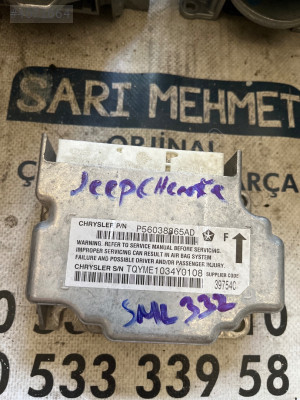 SARI MEHMET
ORİJİNAL
JeepCHerokee
CHRYSLER P/N P56038965AD
F
WARNING. REFER TO SERVICE MANUAL BEFORE SERVICING.
IMPROPER SERVICING CAN RESULT IN AIR BAG SYSTEM
FAILURE AND POSSIBLE DRIVER AND/OR PASSENGER INJURY.
CHRYSLER S/N TQYME1034Y0108 SUPPLIER CODE:
39754C
SML 332
0 533 339 58